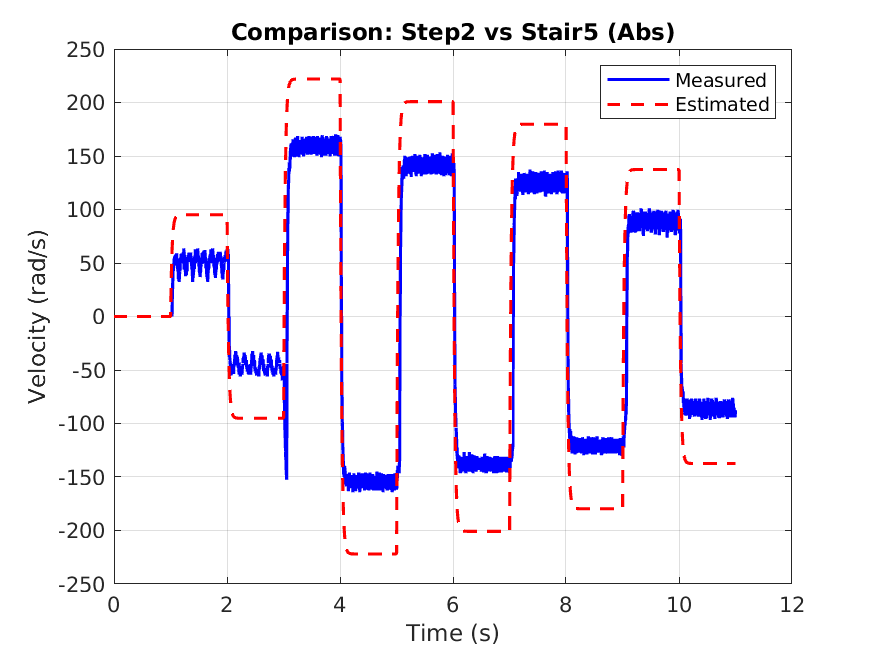 Comparison: Step2 vs Stair5 (Abs)
Measured
Estimated
Velocity (rad/s)
250
200
150
100
50
0
-50
-100
-150
-200
-250
0 2 4 6 8 10 12
Time (s)